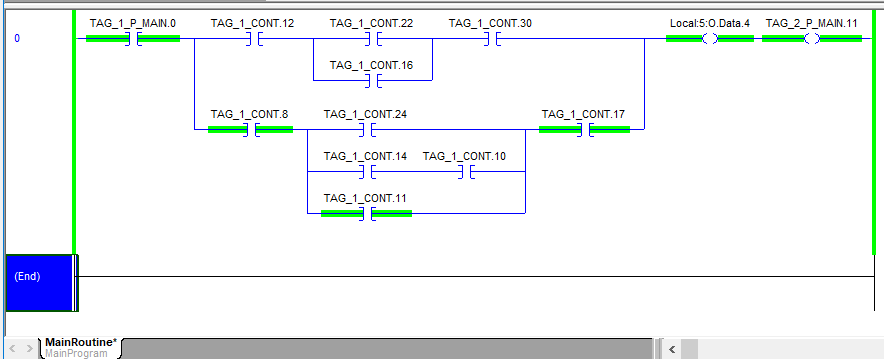 TAG_1_P_MAIN.0 TAG_1_CONT.12 TAG_1_CONT.22 TAG_1_CONT.30 Local:5:O.Data.4 TAG_2_P_MAIN.11
0
TAG_1_CONT.16
TAG_1_CONT.8 TAG_1_CONT.24 TAG_1_CONT.17
TAG_1_CONT.14 TAG_1_CONT.10
TAG_1_CONT.11
(End)
MainRoutine*
MainProgram